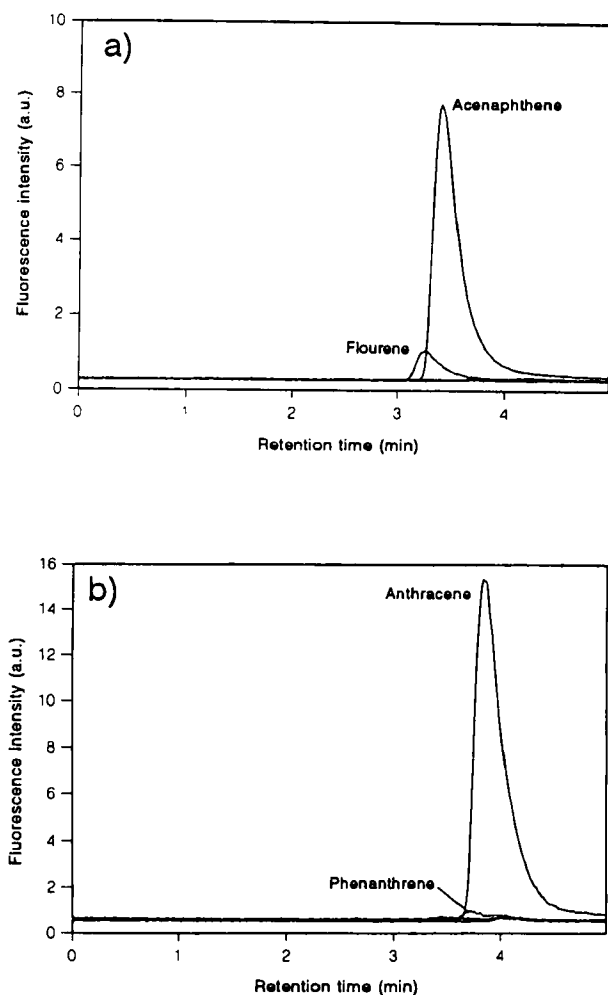 a)
10
8
6
4
2
0
Fluorescence intensity (a.u.)
Acenaphthene
Flourene
0 1 2 3 4
Retention time (min)
b)
16
14
12
10
8
6
4
2
0
Fluorescence intensity (a.u.)
Anthracene
Phenanthrene
0 1 2 3 4
Retention time (min)